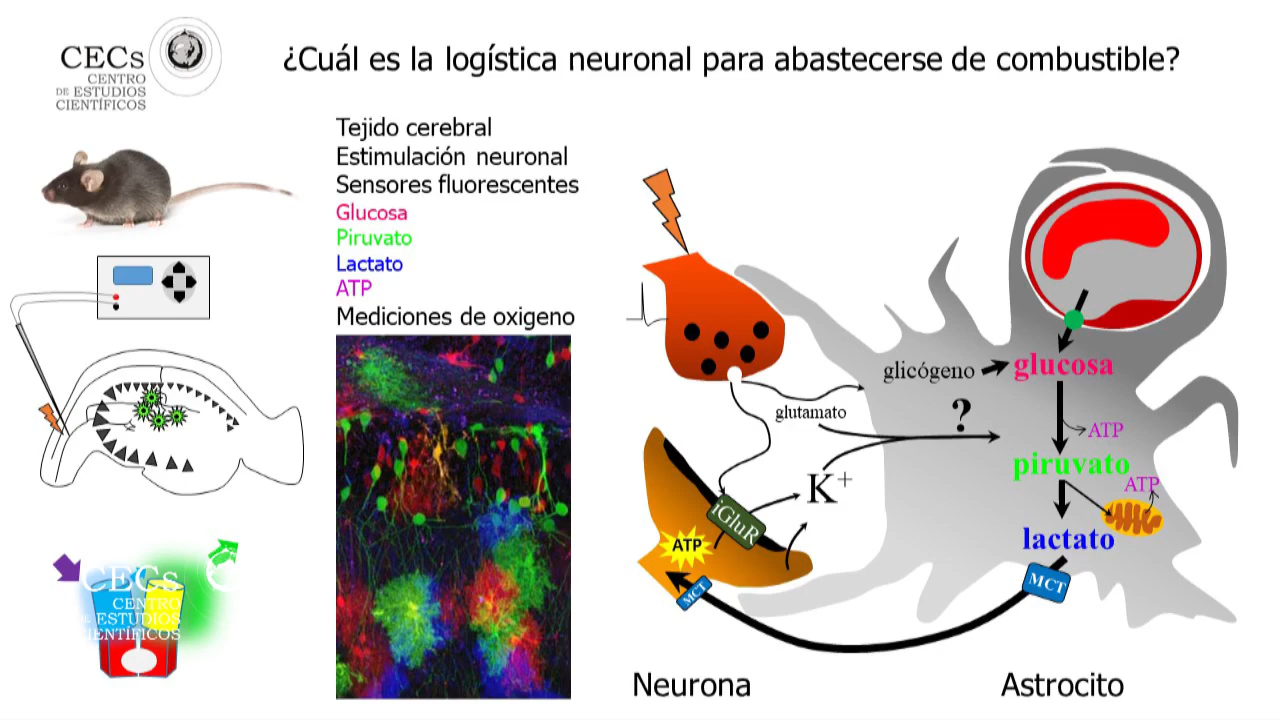 CECs
CENTRO
DE ESTUDIOS
CIENTÍFICOS
¿Cuál es la logística neuronal para abastecerse de combustible?
Tejido cerebral
Estimulación neuronal
Sensores fluorescentes
Glucosa
Piruvato
Lactato
ATP
Mediciones de oxigeno
glicógeno
glucosa
glutamato
?
ATP
piruvato
ATP
K+
iGluR
ATP
lactato
MCT
MCT
CECs
CENTRO
DE ESTUDIOS
CIENTÍFICOS
Neurona
Astrocito